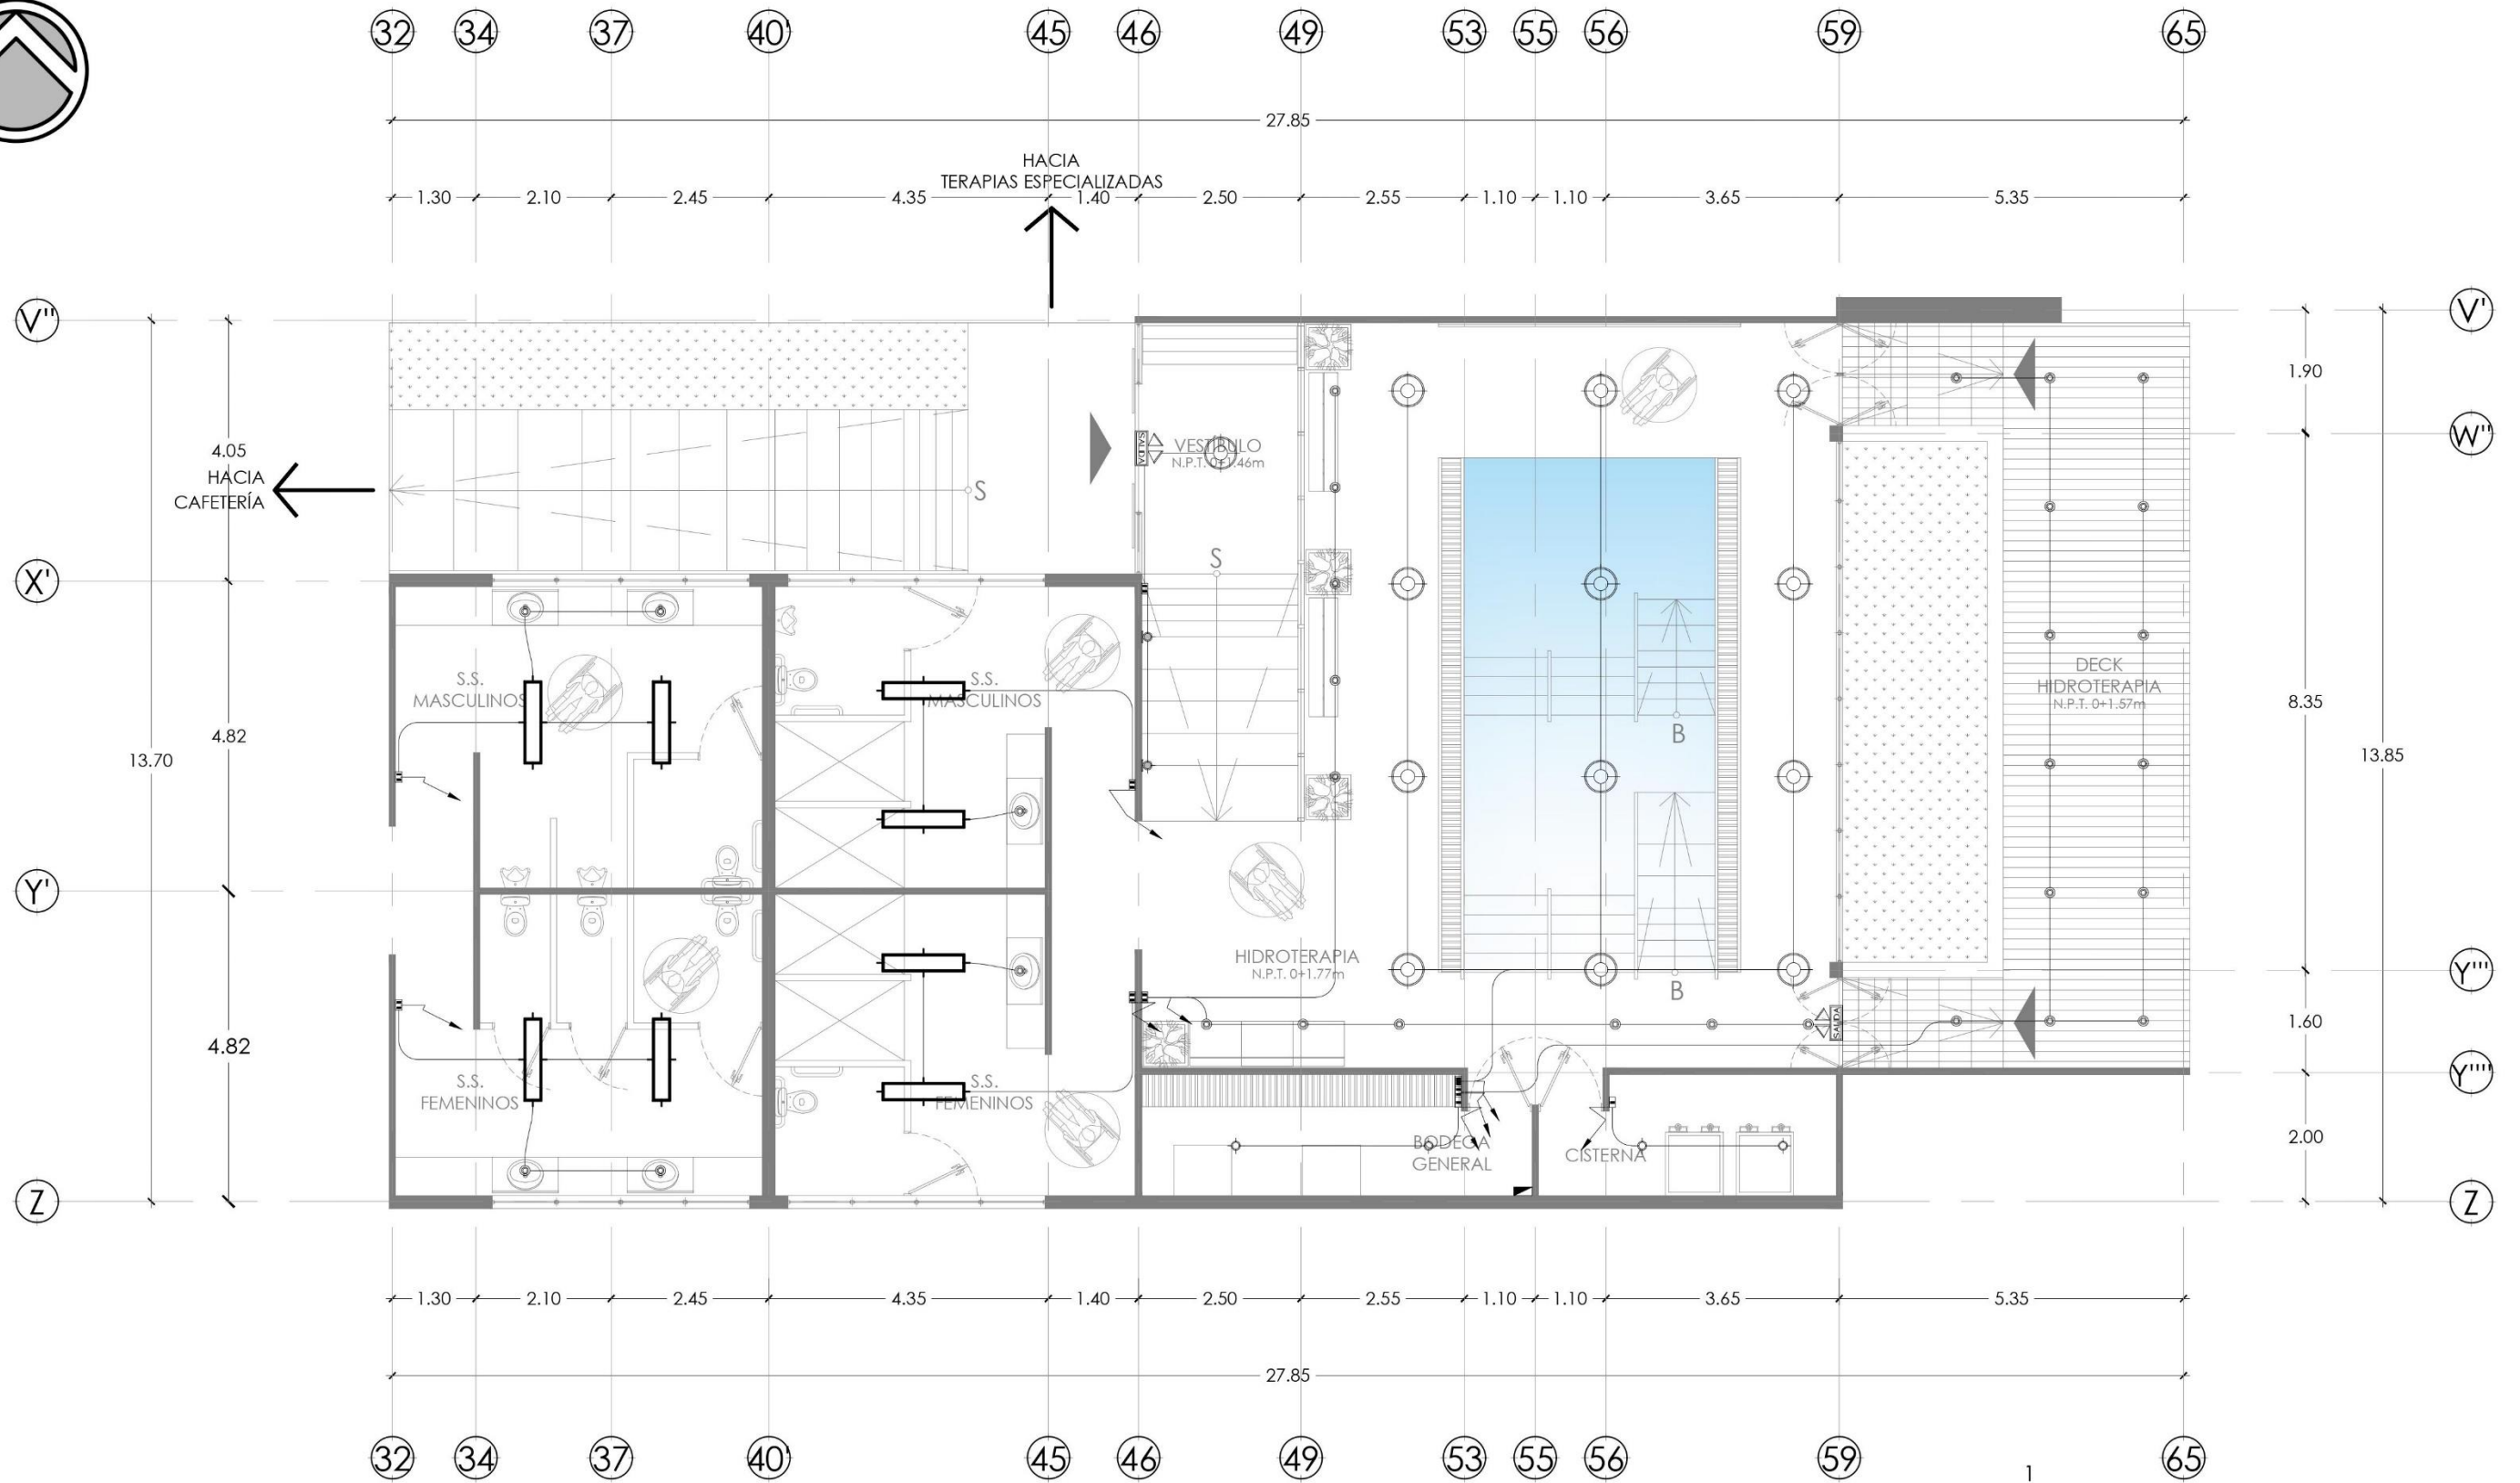 32 34 37 40' 45 46 49 53 55 56 59 65
27.85
HACIA
TERAPIAS ESPECIALIZADAS
1.30 2.10 2.45 4.35 1.40 2.50 2.55 1.10 1.10 3.65 5.35
V'' V'
1.90
W''
4.05
HACIA
CAFETERÍA
S
SALIDA
VESTÍBULO
N.P.T. 0+1.46m
S
X'
S.S.
MASCULINOS
S.S.
MASCULINOS
DECK
HIDROTERAPIA
N.P.T. 0+1.57m
8.35
4.82
B
13.70
13.85
Y'
HIDROTERAPIA
N.P.T. 0+1.77m
Y'''
B
SALIDA
1.60
4.82
Y''''
S.S.
FEMENINOS
S.S.
FEMENINOS
BODEGA
GENERAL
CISTERNA
2.00
Z Z
1.30 2.10 2.45 4.35 1.40 2.50 2.55 1.10 1.10 3.65 5.35
27.85
32 34 37 40' 45 46 49 53 55 56 59 65
1